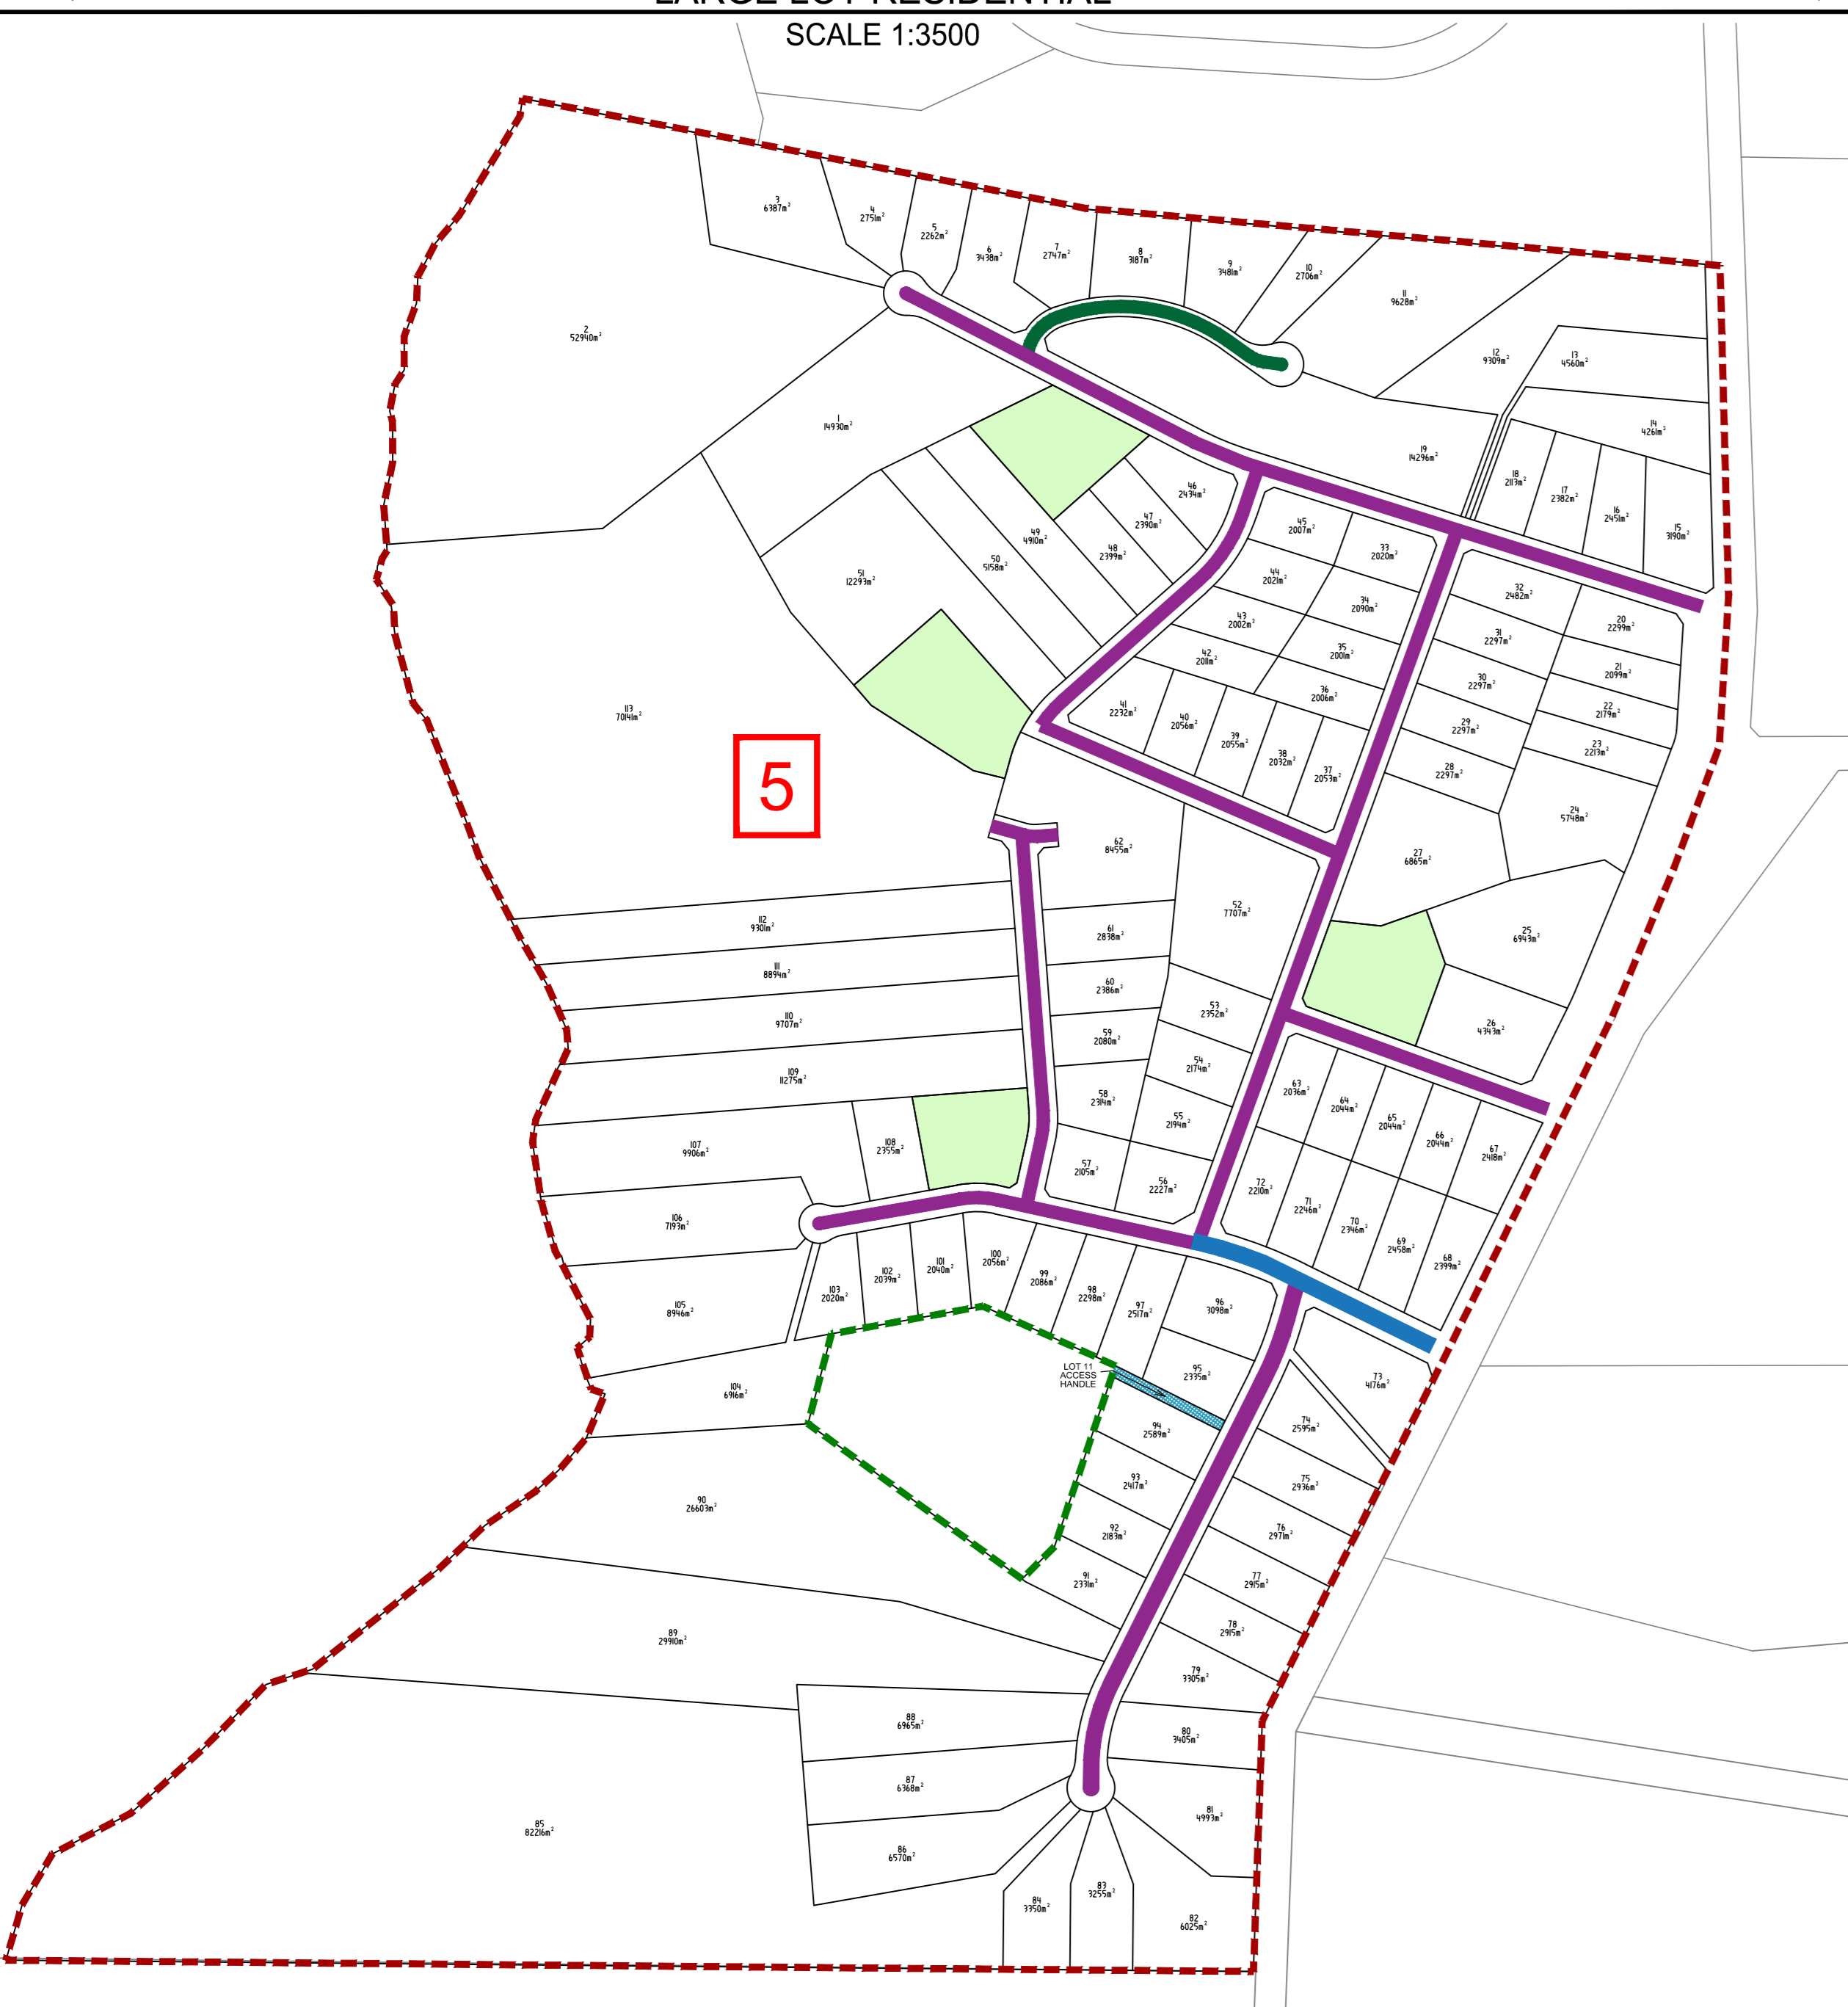 LARGE LOT RESIDENTIAL
SCALE 1:3500
3
6387m²
4
2751m²
5
2262m²
6
3438m²
7
2747m²
8
3187m²
9
3481m²
10
2706m²
11
9628m²
2
52940m²
12
9309m²
13
4560m²
1
14930m²
14
4261m²
19
14296m²
18
2113m²
17
2382m²
16
2451m²
15
3190m²
46
2434m²
47
2390m²
48
2399m²
49
4910m²
50
5158m²
51
12293m²
45
2007m²
33
2020m²
44
2021m²
34
2090m²
43
2002m²
35
2001m²
42
2011m²
36
2006m²
41
2232m²
40
2056m²
39
2055m²
38
2032m²
37
2053m²
32
2482m²
20
2299m²
31
2297m²
21
2099m²
30
2297m²
22
2179m²
29
2297m²
23
2213m²
28
2297m²
24
5748m²
27
6865m²
113
70141m²
5
62
8455m²
52
7707m²
25
6943m²
26
4343m²
112
9301m²
61
2838m²
111
8894m²
60
2386m²
53
2352m²
110
9707m²
59
2080m²
54
2174m²
109
11275m²
58
2314m²
55
2194m²
63
2036m²
64
2044m²
65
2044m²
66
2044m²
67
2418m²
107
9906m²
108
2355m²
57
2105m²
56
2227m²
72
2210m²
71
2246m²
70
2346m²
69
2458m²
68
2399m²
106
7193m²
105
8946m²
103
2020m²
102
2039m²
101
2040m²
100
2056m²
99
2086m²
98
2298m²
97
2517m²
96
3098m²
95
2335m²
LOT 11
ACCESS
HANDLE
73
4176m²
104
6916m²
94
2589m²
74
2595m²
93
2417m²
75
2936m²
90
26603m²
92
2183m²
76
2971m²
91
2331m²
77
2915m²
89
29910m²
78
2915m²
79
3305m²
88
6965m²
80
3405m²
87
6368m²
81
4993m²
85
82216m²
86
6570m²
84
3350m²
83
3255m²
82
6025m²